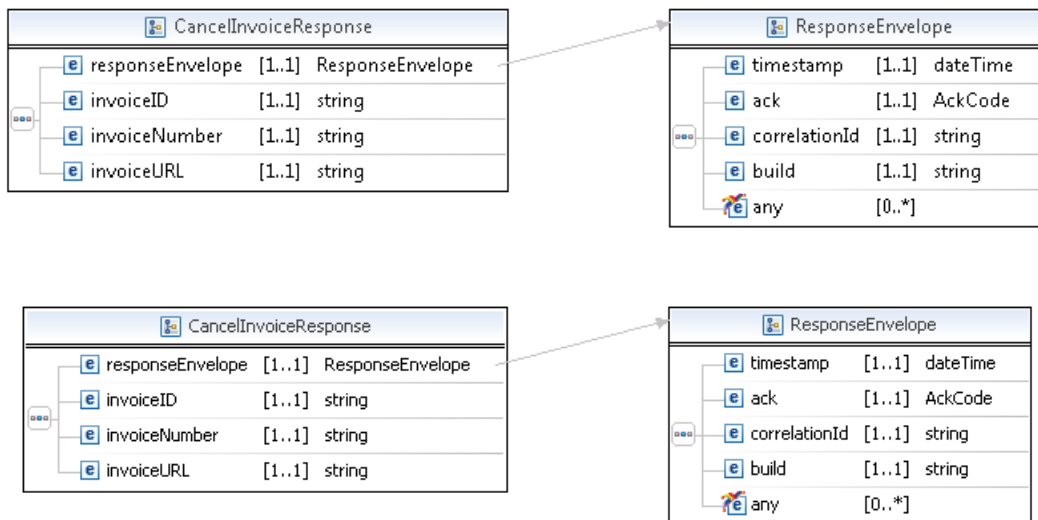 CancelInvoiceResponse
responseEnvelope [1..1] ResponseEnvelope
invoiceID [1..1] string
invoiceNumber [1..1] string
invoiceURL [1..1] string
ResponseEnvelope
timestamp [1..1] dateTime
ack [1..1] AckCode
correlationId [1..1] string
build [1..1] string
any [0..*]
CancelInvoiceResponse
responseEnvelope [1..1] ResponseEnvelope
invoiceID [1..1] string
invoiceNumber [1..1] string
invoiceURL [1..1] string
ResponseEnvelope
timestamp [1..1] dateTime
ack [1..1] AckCode
correlationId [1..1] string
build [1..1] string
any [0..*]